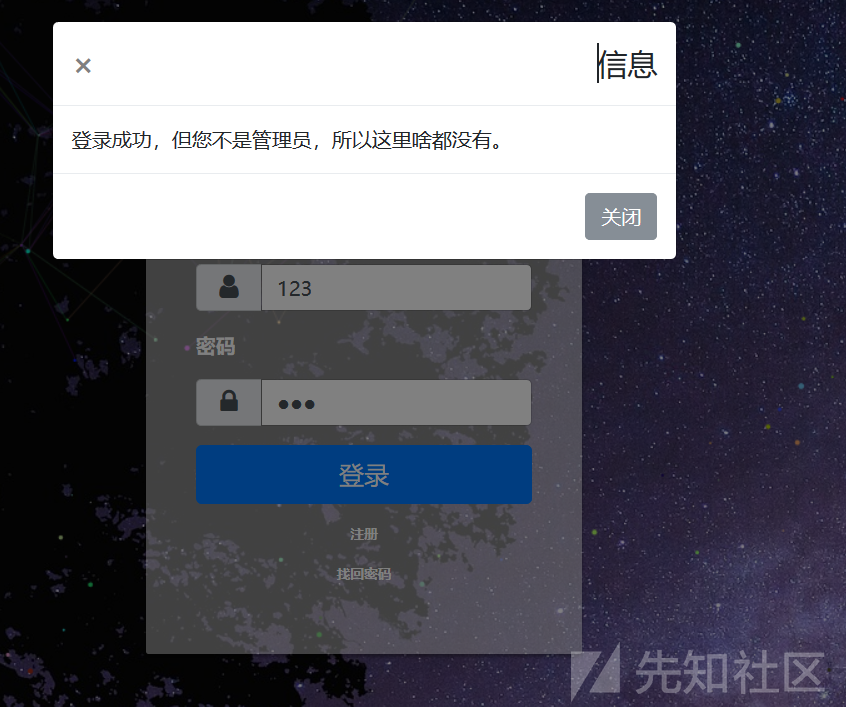 ×
信息
登录成功，但您不是管理员，所以这里啥都没有。
关闭
123
密码
●●●
登录
注册
找回密码
先知社区